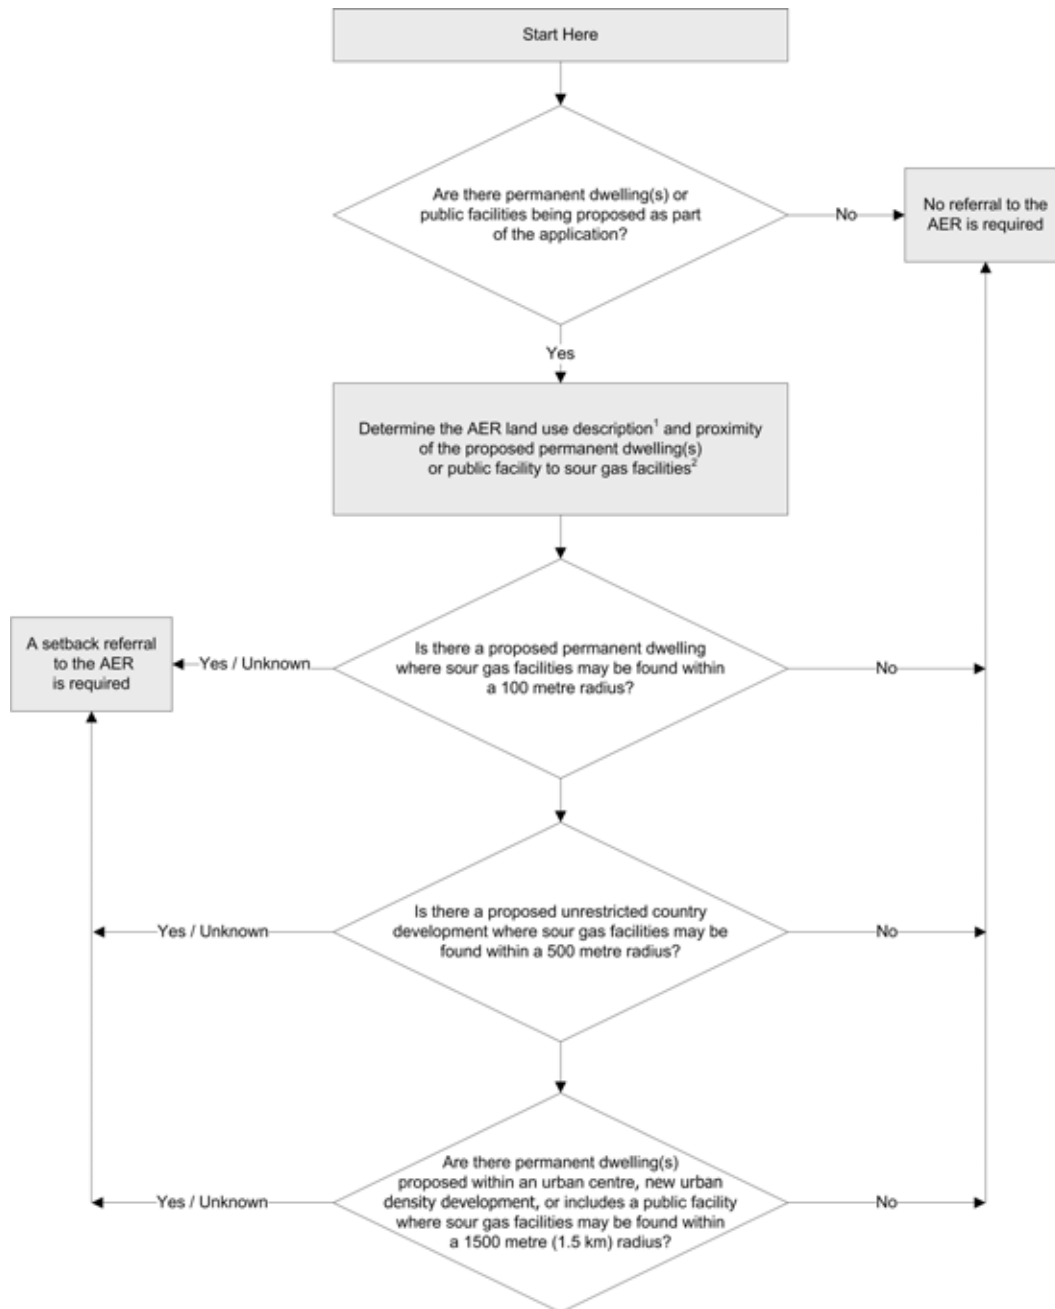 Start Here
Are there permanent dwelling(s) or
public facilities being proposed as part
of the application?
No
No referral to the
AER is required
Yes
Determine the AER land use description¹ and proximity
of the proposed permanent dwelling(s)
or public facility to sour gas facilities²
A setback referral
to the AER
is required
Yes / Unknown
Is there a proposed permanent dwelling
where sour gas facilities may be found within
a 100 metre radius?
No
Yes / Unknown
Is there a proposed unrestricted country
development where sour gas facilities may be
found within a 500 metre radius?
No
Yes / Unknown
Are there permanent dwelling(s)
proposed within an urban centre, new urban
density development, or includes a public facility
where sour gas facilities may be found within
a 1500 metre (1.5 km) radius?
No